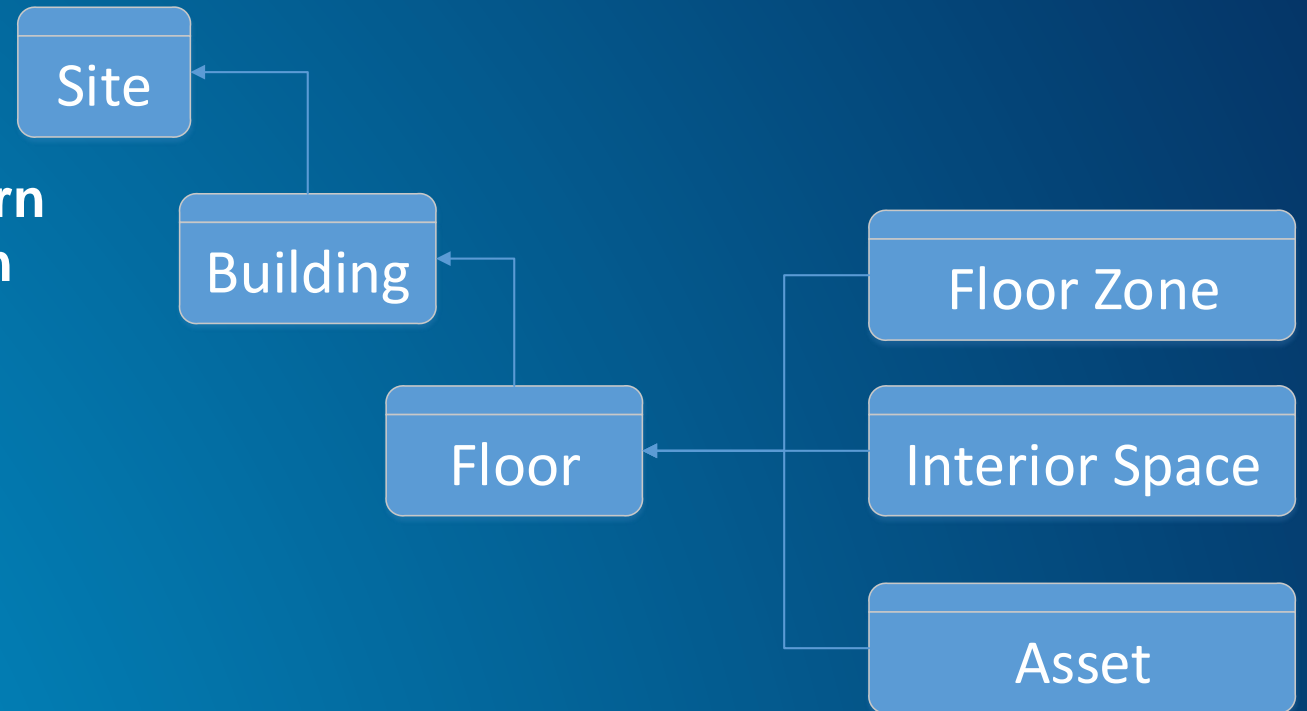 Site
Building
Floor Zone
Floor
Interior Space
Asset